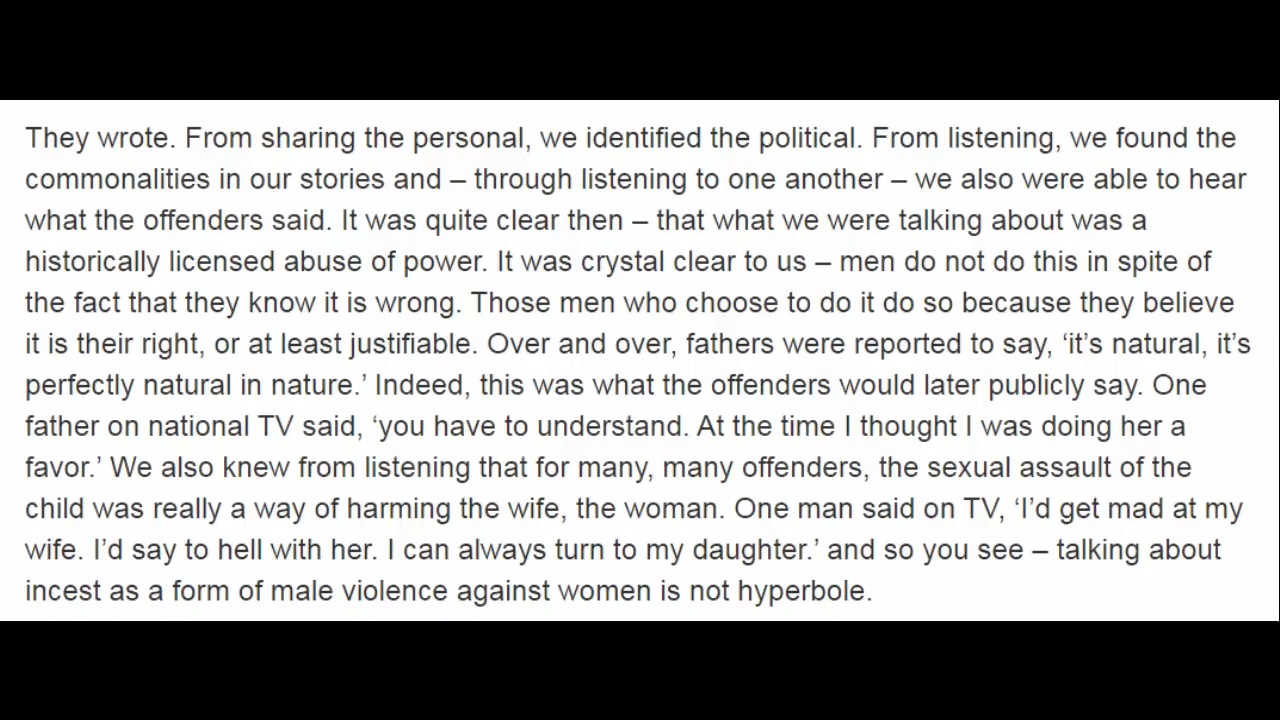 They wrote. From sharing the personal, we identified the political. From listening, we found the
commonalities in our stories and – through listening to one another – we also were able to hear
what the offenders said. It was quite clear then – that what we were talking about was a
historically licensed abuse of power. It was crystal clear to us – men do not do this in spite of
the fact that they know it is wrong. Those men who choose to do it do so because they believe
it is their right, or at least justifiable. Over and over, fathers were reported to say, ‘it’s natural, it’s
perfectly natural in nature.’ Indeed, this was what the offenders would later publicly say. One
father on national TV said, ‘you have to understand. At the time I thought I was doing her a
favor.’ We also knew from listening that for many, many offenders, the sexual assault of the
child was really a way of harming the wife, the woman. One man said on TV, ‘I’d get mad at my
wife. I’d say to hell with her. I can always turn to my daughter.’ and so you see – talking about
incest as a form of male violence against women is not hyperbole.